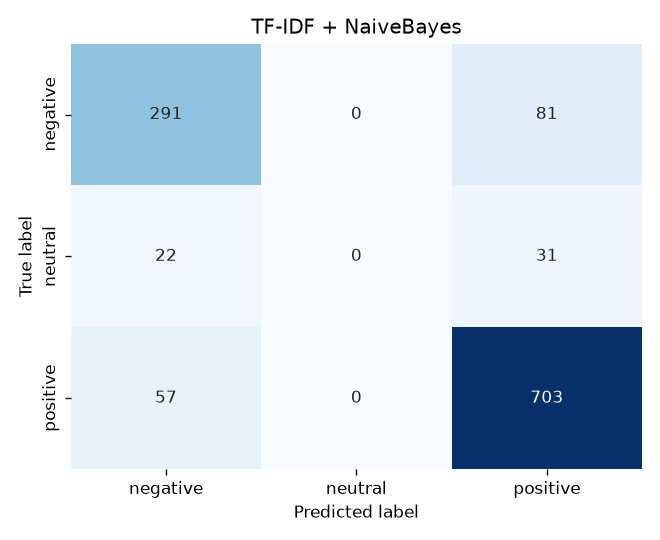 TF-IDF + NaiveBayes
True label
negative
291 0 81
neutral
22 0 31
positive
57 0 703
negative neutral positive
Predicted label